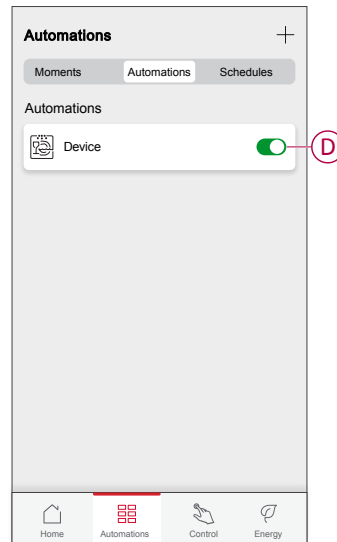 Automations
Moments Automations Schedules
Automations
Device
D
Home Automations Control Energy